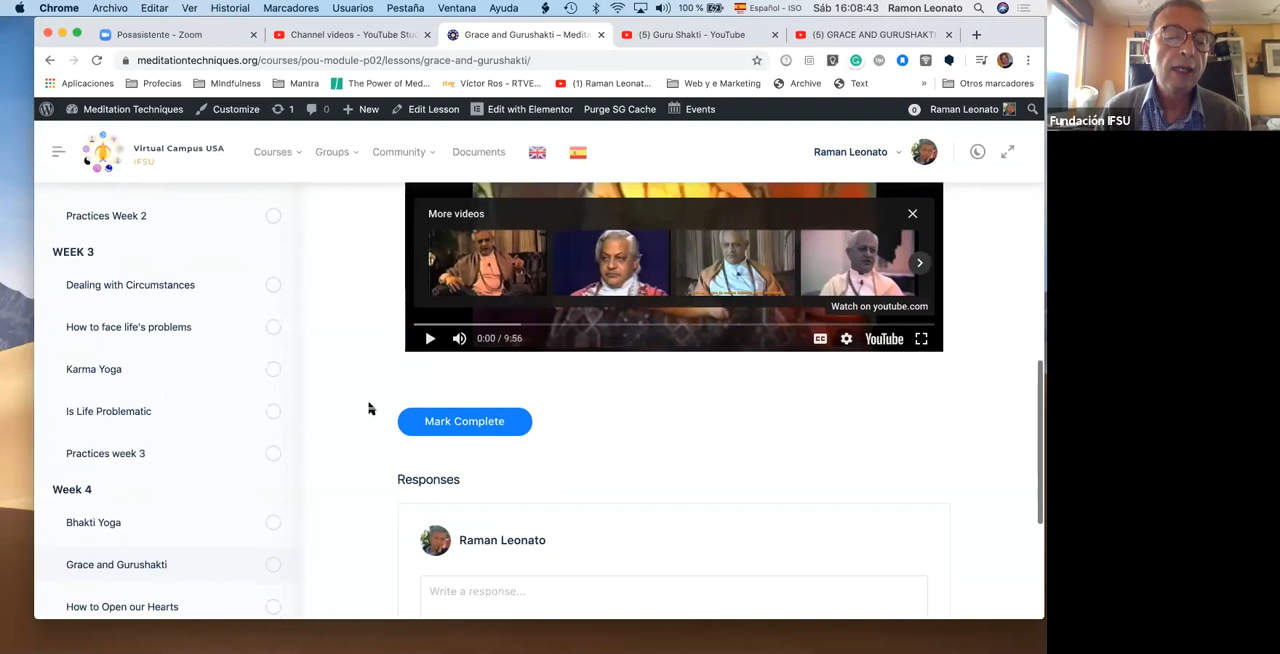 Chrome Archivo Editar Ver Historial Marcadores Usuarios Pestaña Ventana Ayuda 100 % Español - ISO Sáb 16:08:43 Raman Leonato
Posasistente - Zoom
Channel videos - YouTube Stu
Grace and Gurushakti – Medita
(5) Guru Shakti - YouTube
(5) GRACE AND GURUSHAKTI
meditationtechniques.org/courses/pou-module-p02/lessons/grace-and-gurushakti/
Aplicaciones Profecias Mindfulness Mantra The Power of Med... rtve Víctor Ros - RTVE... (1) Raman Leonat... Web y e Marketing Archive Text » Otros marcadores
Meditation Techniques Customize 1 0 New Edit Lesson Edit with Elementor Purge SG Cache Events 0 Raman Leonato
Virtual Campus USA
IFSU
Courses Groups Community Documents
Raman Leonato
Practices Week 2
WEEK 3
Dealing with Circumstances
How to face life's problems
Karma Yoga
Is Life Problematic
Practices week 3
Week 4
Bhakti Yoga
Grace and Gurushakti
How to Open our Hearts
More videos
Watch on youtube.com
0:00 / 9:56
CC
YouTube
Mark Complete
Responses
Raman Leonato
Write a response...
Fundación IFSU